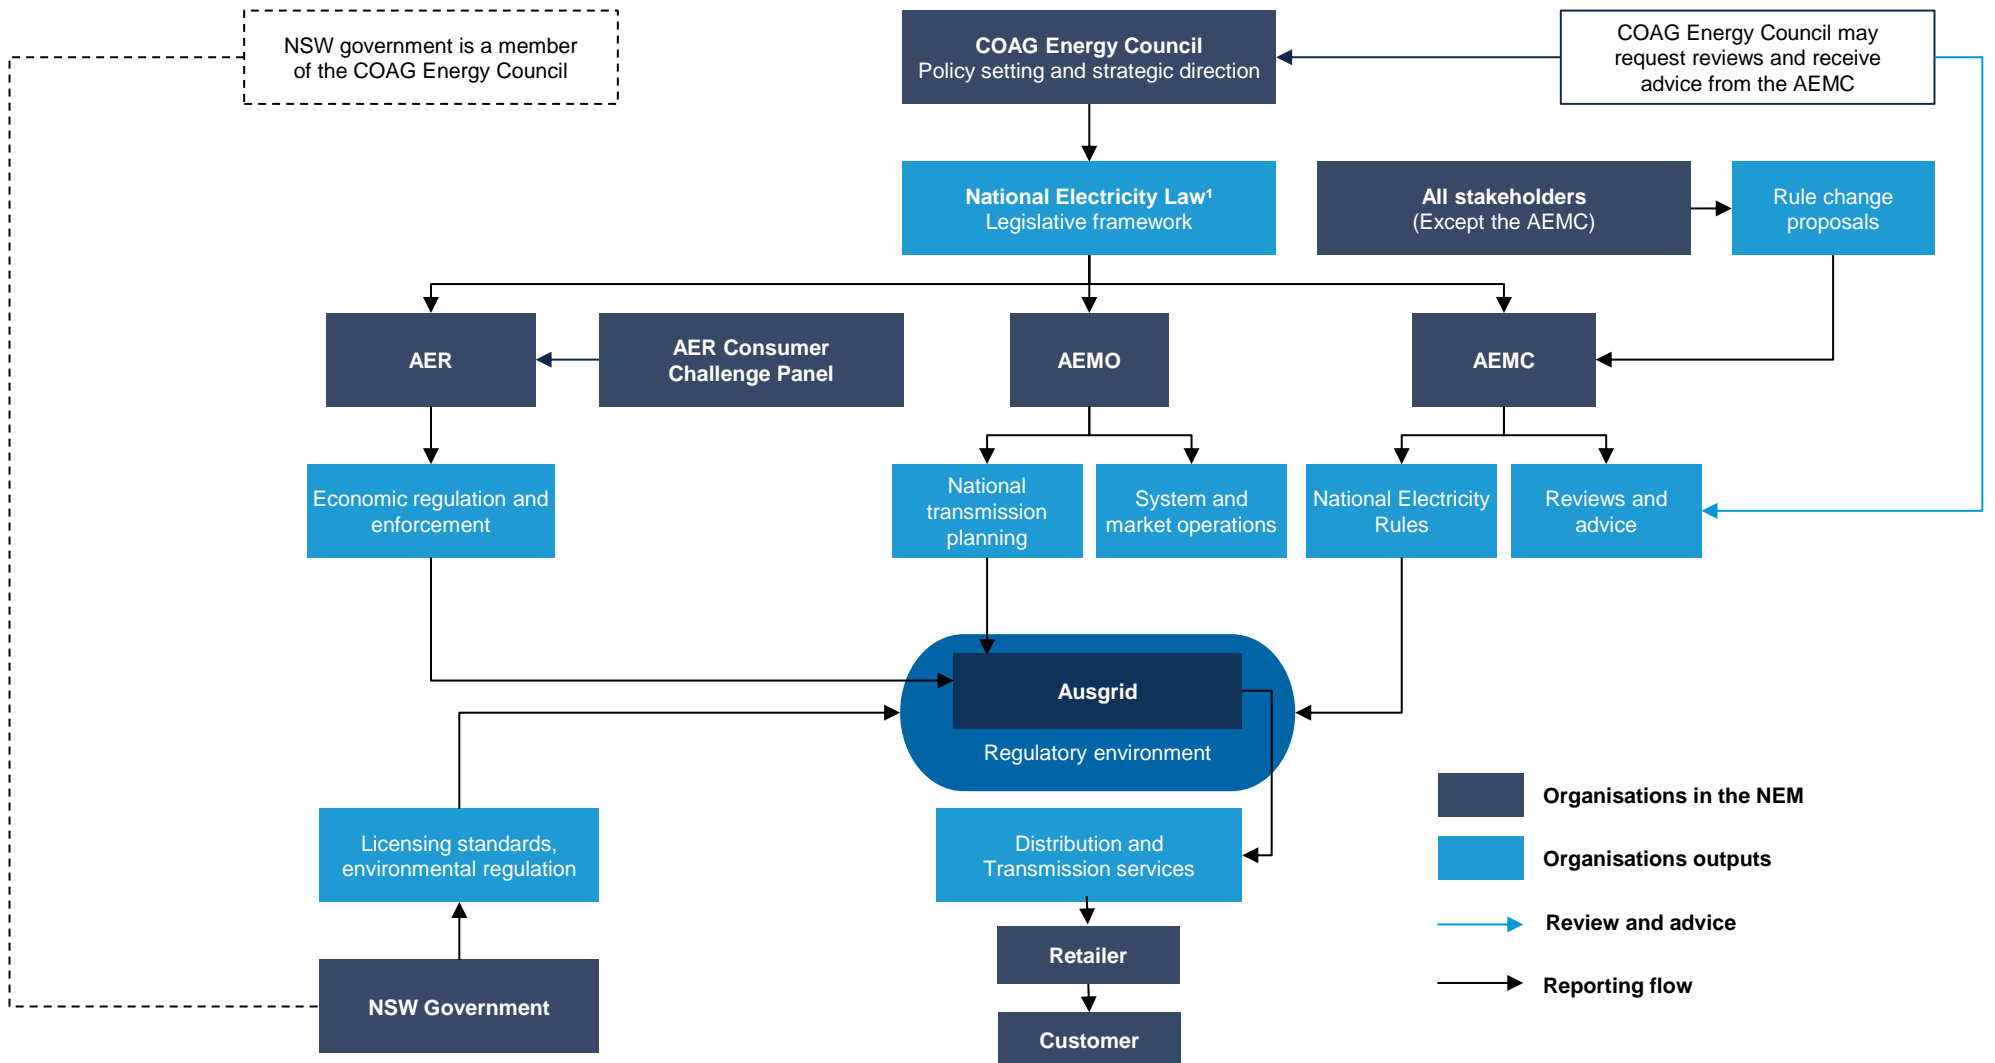 NSW government is a member
of the COAG Energy Council
COAG Energy Council
Policy setting and strategic direction
COAG Energy Council may
request reviews and receive
advice from the AEMC
National Electricity Law¹
Legislative framework
All stakeholders
(Except the AEMC)
Rule change
proposals
AER
AER Consumer
Challenge Panel
AEMO
AEMC
Economic regulation and
enforcement
National
transmission
planning
System and
market operations
National Electricity
Rules
Reviews and
advice
Ausgrid
Regulatory environment
Licensing standards,
environmental regulation
Distribution and
Transmission services
NSW Government
Retailer
Customer
Organisations in the NEM
Organisations outputs
Review and advice
Reporting flow